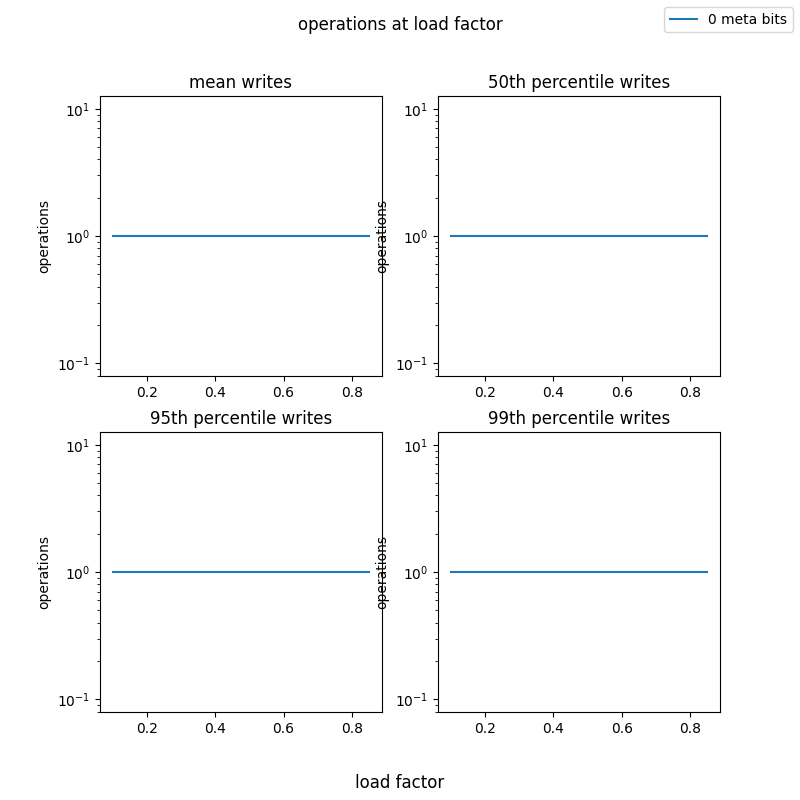 operations at load factor
0 meta bits
mean writes
50th percentile writes
10¹
10⁰
10⁻¹
operations
0.2 0.4 0.6 0.8
10¹
10⁰
10⁻¹
operations
0.2 0.4 0.6 0.8
95th percentile writes
99th percentile writes
10¹
10⁰
10⁻¹
operations
0.2 0.4 0.6 0.8
10¹
10⁰
10⁻¹
operations
0.2 0.4 0.6 0.8
load factor